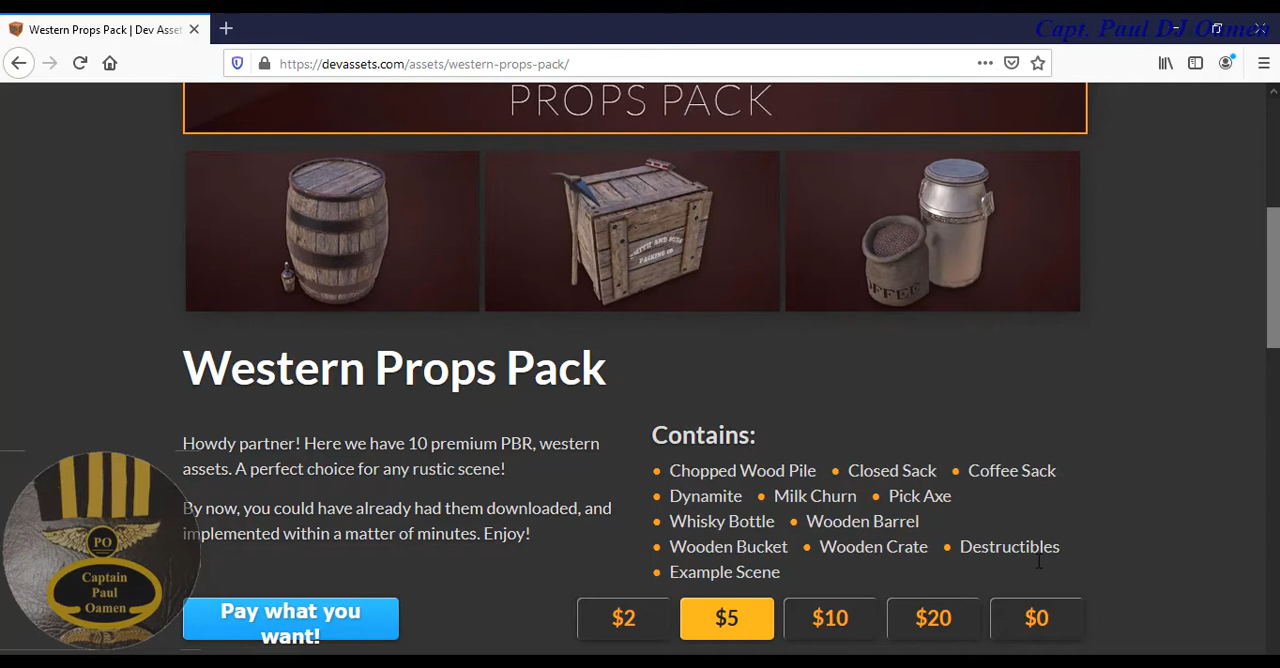 Western Props Pack | Dev Asset
Capt. Paul DJ Oamen
https://devassets.com/assets/western-props-pack/
PROPS PACK
PACKING CO
COFFEE
Western Props Pack
Howdy partner! Here we have 10 premium PBR, western
assets. A perfect choice for any rustic scene!
By now, you could have already had them downloaded, and
implemented within a matter of minutes. Enjoy!
Contains:
Chopped Wood Pile • Closed Sack • Coffee Sack
Dynamite • Milk Churn • Pick Axe
Whisky Bottle • Wooden Barrel
Wooden Bucket • Wooden Crate • Destructibles
Example Scene
PO
Captain
Paul
Oamen
Pay what you
want!
$2 $5 $10 $20 $0